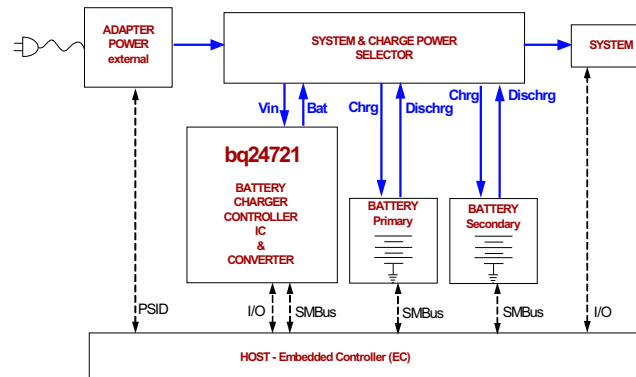 ADAPTER
POWER
external
SYSTEM & CHARGE POWER
SELECTOR
SYSTEM
Vin
Bat
Chrg
Dischrg
Chrg
Dischrg
bq24721
BATTERY
CHARGER
CONTROLLER
IC
&
CONVERTER
BATTERY
Primary
BATTERY
Secondary
PSID
I/O
SMBus
SMBus
SMBus
I/O
HOST - Embedded Controller (EC)